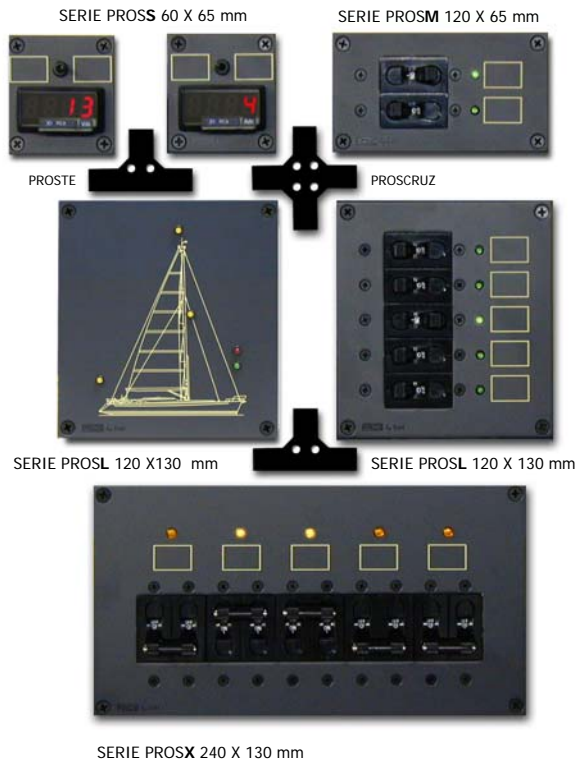 SERIE PROSS 60 X 65 mm
SERIE PROSM 120 X 65 mm
13
4
PROSTE
PROSCRUZ
SERIE PROSL 120 X130 mm
SERIE PROSL 120 X 130 mm
SERIE PROSX 240 X 130 mm